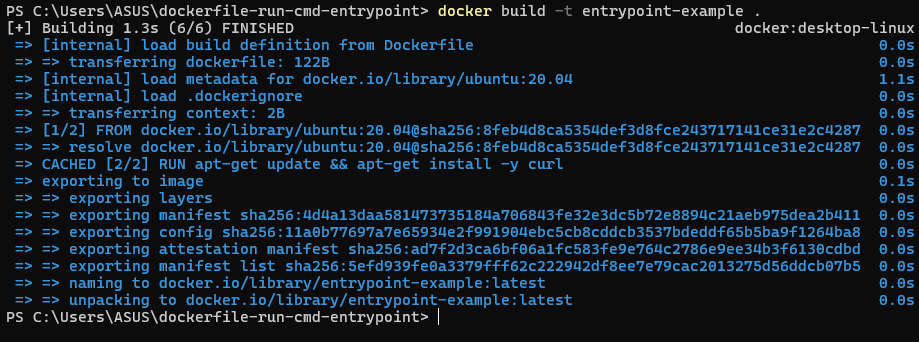 PS C:\Users\ASUS\dockerfile-run-cmd-entrypoint> docker build -t entrypoint-example .
[+] Building 1.3s (6/6) FINISHED docker:desktop-linux
=> [internal] load build definition from Dockerfile 0.0s
=> => transferring dockerfile: 122B 0.0s
=> [internal] load metadata for docker.io/library/ubuntu:20.04 1.1s
=> [internal] load .dockerignore 0.0s
=> => transferring context: 2B 0.0s
=> [1/2] FROM docker.io/library/ubuntu:20.04@sha256:8feb4d8ca5354def3d8fce243717141ce31e2c4287 0.0s
=> => resolve docker.io/library/ubuntu:20.04@sha256:8feb4d8ca5354def3d8fce243717141ce31e2c4287 0.0s
=> CACHED [2/2] RUN apt-get update && apt-get install -y curl 0.0s
=> exporting to image 0.1s
=> => exporting layers 0.0s
=> => exporting manifest sha256:4d4a13daa581473735184a706843fe32e3dc5b72e8894c21aeb975dea2b411 0.0s
=> => exporting config sha256:11a0b77697a7e65934e2f991904ebc5cb8cddcb3537bdeddf65b5ba9f1264ba8 0.0s
=> => exporting attestation manifest sha256:ad7f2d3ca6bf06a1fc583fe9e764c2786e9ee34b3f6130cdbd 0.0s
=> => exporting manifest list sha256:5efd939fe0a3379fff62c222942df8ee7e79cac2013275d56ddcb07b5 0.0s
=> => naming to docker.io/library/entrypoint-example:latest 0.0s
=> => unpacking to docker.io/library/entrypoint-example:latest 0.0s
PS C:\Users\ASUS\dockerfile-run-cmd-entrypoint>